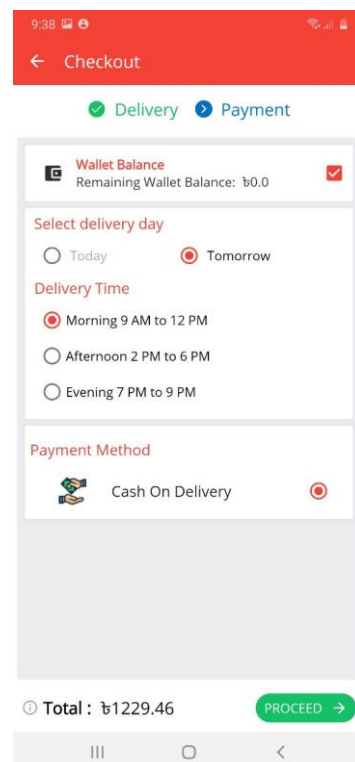 9:38
Checkout
Delivery Payment
Wallet Balance
Remaining Wallet Balance: ৳0.0
Select delivery day
Today Tomorrow
Delivery Time
Morning 9 AM to 12 PM
Afternoon 2 PM to 6 PM
Evening 7 PM to 9 PM
Payment Method
Cash On Delivery
Total : ৳1229.46 PROCEED